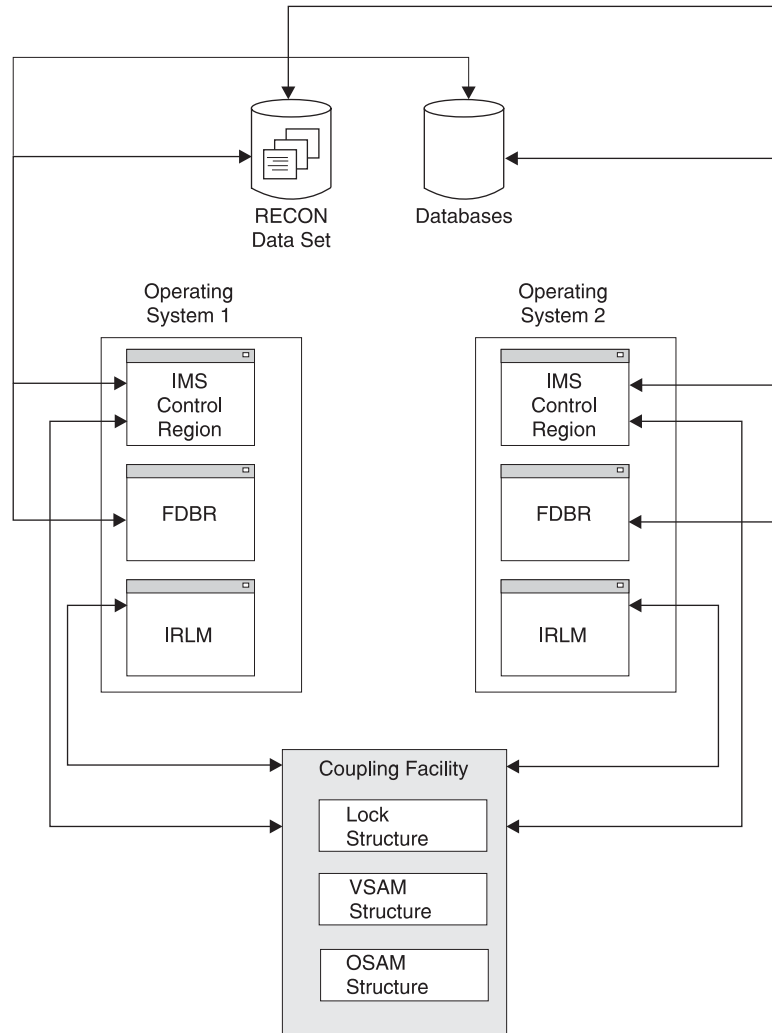 RECON
Data Set
Databases
Operating
System 1
Operating
System 2
IMS
Control
Region
FDBR
IRLM
IMS
Control
Region
FDBR
IRLM
Coupling Facility
Lock
Structure
VSAM
Structure
OSAM
Structure